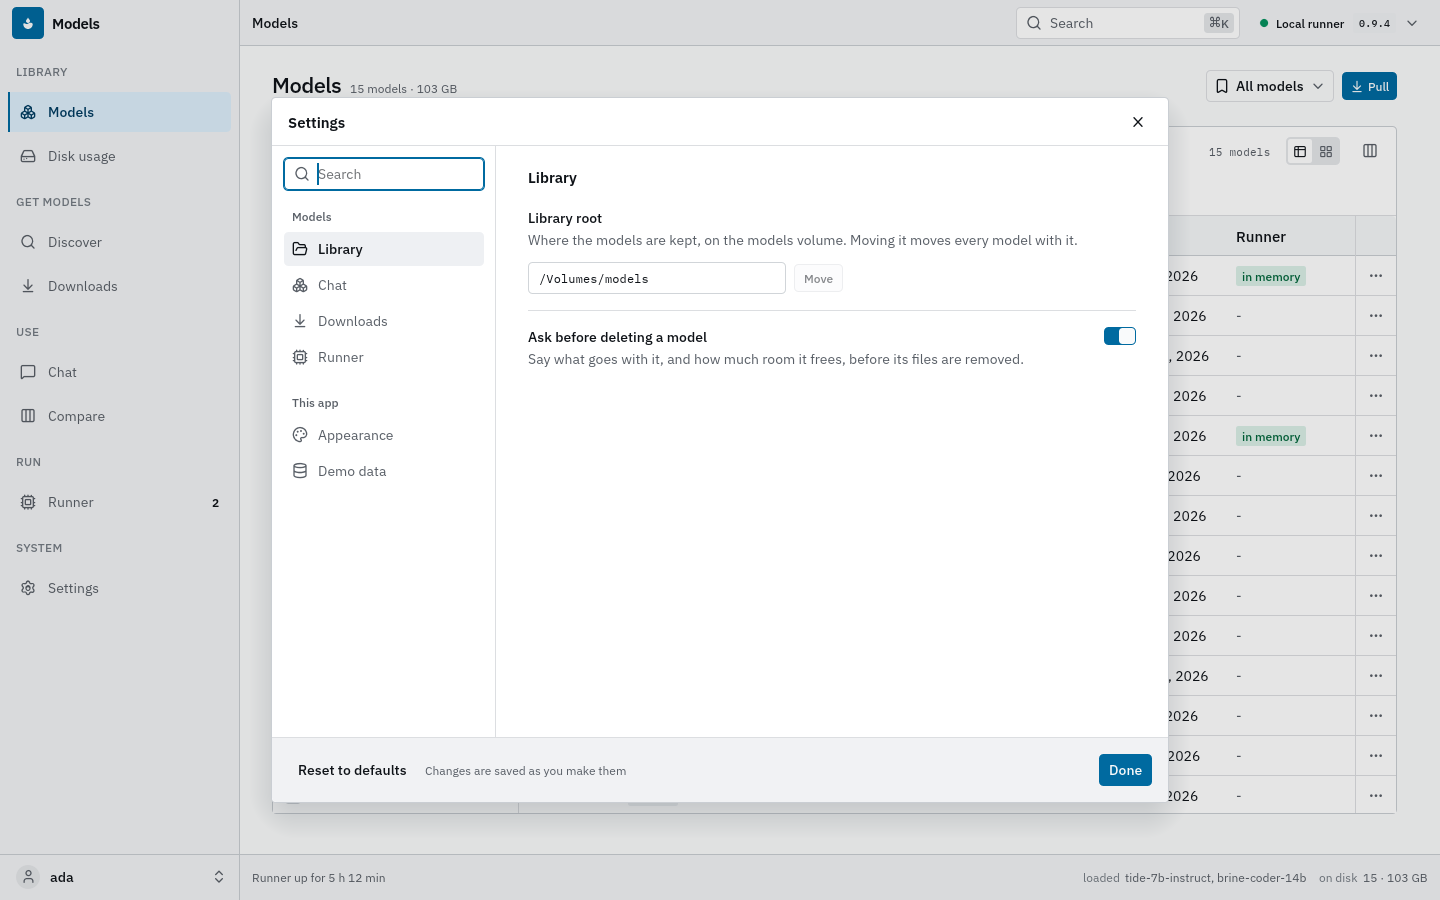 Models
LIBRARY
Models
Disk usage
GET MODELS
Discover
Downloads
USE
Chat
Compare
RUN
Runner 2
SYSTEM
Settings
ada
Models
Search ⌘K
Local runner 0.9.4
Models 15 models · 103 GB
All models
Pull
15 models
Runner
2026 in memory ···
2026 - ···
, 2026 - ···
2026 - ···
2026 in memory ···
2026 - ···
2026 - ···
2026 - ···
2026 - ···
2026 - ···
, 2026 - ···
2026 - ···
2026 - ···
2026 - ···
Settings
Search
Models
Library
Chat
Downloads
Runner
This app
Appearance
Demo data
Library
Library root
Where the models are kept, on the models volume. Moving it moves every model with it.
/Volumes/models Move
Ask before deleting a model
Say what goes with it, and how much room it frees, before its files are removed.
Reset to defaults Changes are saved as you make them
Done
Runner up for 5 h 12 min
loaded tide-7b-instruct, brine-coder-14b on disk 15 · 103 GB